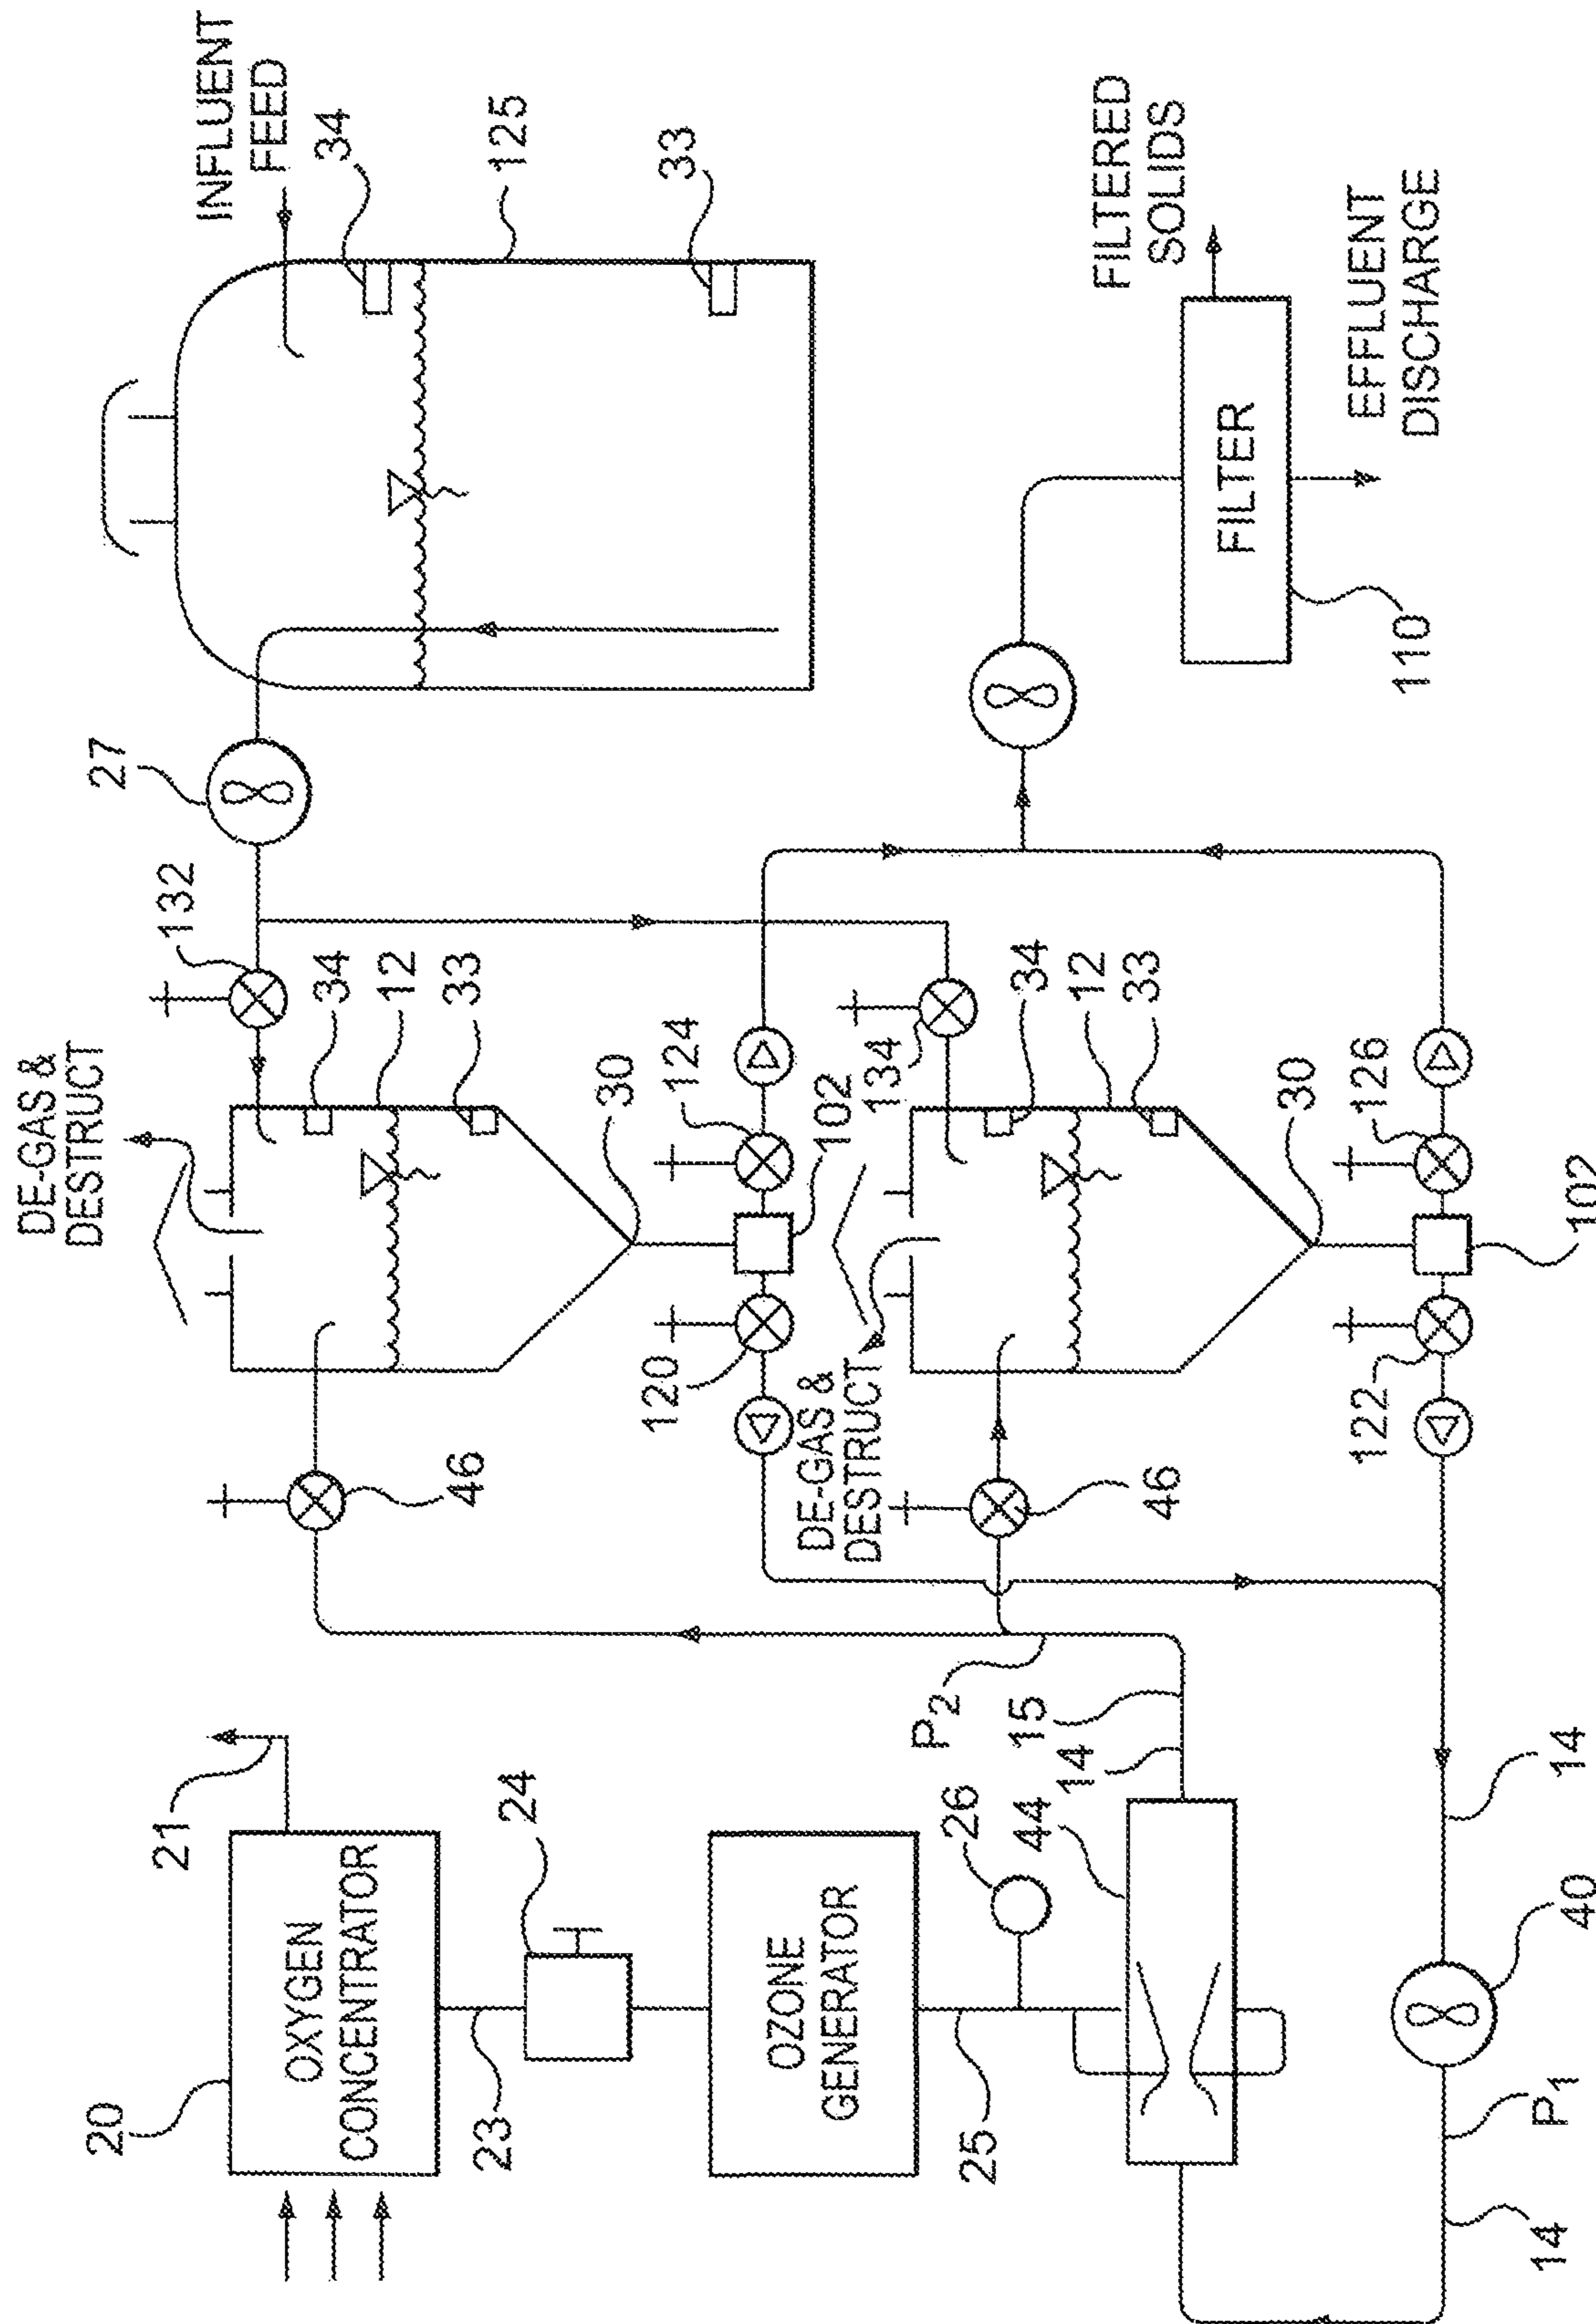 INFLUENT
FEED
34
125
33
27
132
DE-GAS &
DESTRUCT
34
12
33
30
124
102
120
46
FILTERED
SOLIDS
FILTER
EFFLUENT
DISCHARGE
110
134
34
12
33
30
126
102
122
DE-GAS &
DESTRUCT
46
21
20
OXYGEN
CONCENTRATOR
23
24
OZONE
GENERATOR
25
26
44
14
15
P2
14
40
P1
14